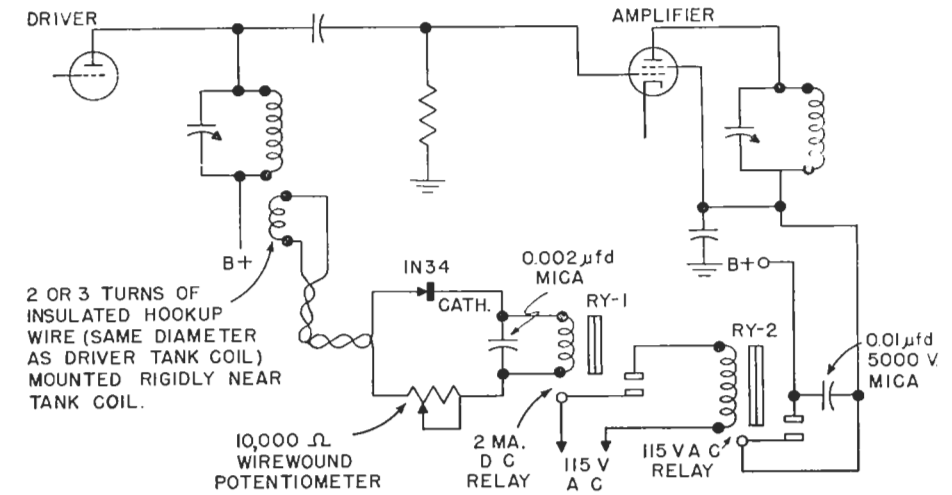 DRIVER
AMPLIFIER
B+
2 OR 3 TURNS OF
INSULATED HOOKUP
WIRE (SAME DIAMETER
AS DRIVER TANK COIL)
MOUNTED RIGIDLY NEAR
TANK COIL.
IN34
CATH.
0.002 µfd
MICA
RY-1
10,000 Ω
WIREWOUND
POTENTIOMETER
2 MA.
D C
RELAY
115 V
A C
B+
RY-2
115 V A C
RELAY
0.01 µfd
5000 V.
MICA